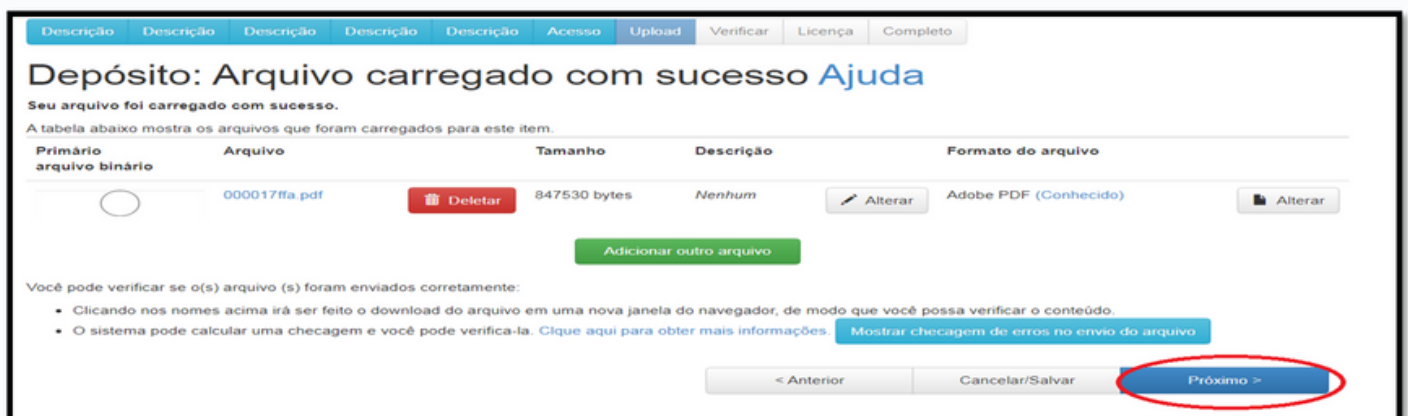 Descrição Descrição Descrição Descrição Descrição Acesso Upload Verificar Licença Completo
Depósito: Arquivo carregado com sucesso Ajuda
Seu arquivo foi carregado com sucesso.
A tabela abaixo mostra os arquivos que foram carregados para este item.
Primário arquivo binário Arquivo Tamanho Descrição Formato do arquivo
000017ffa.pdf Deletar 847530 bytes Nenhum Alterar Adobe PDF (Conhecido) Alterar
Adicionar outro arquivo
Você pode verificar se o(s) arquivo (s) foram enviados corretamente:
• Clicando nos nomes acima irá ser feito o download do arquivo em uma nova janela do navegador, de modo que você possa verificar o conteúdo.
• O sistema pode calcular uma checagem e você pode verifica-la. Clque aqui para obter mais informações. Mostrar checagem de erros no envio do arquivo
< Anterior Cancelar/Salvar Próximo >